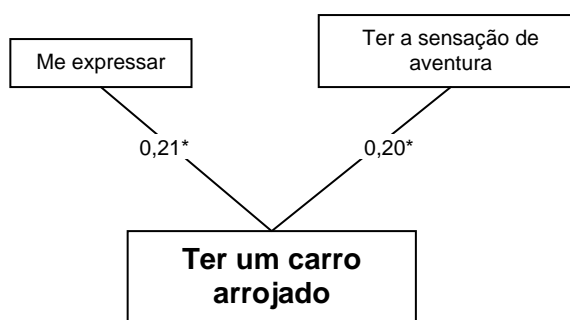 Me expressar
Ter a sensação de
aventura
0,21*
0,20*
Ter um carro
arrojado